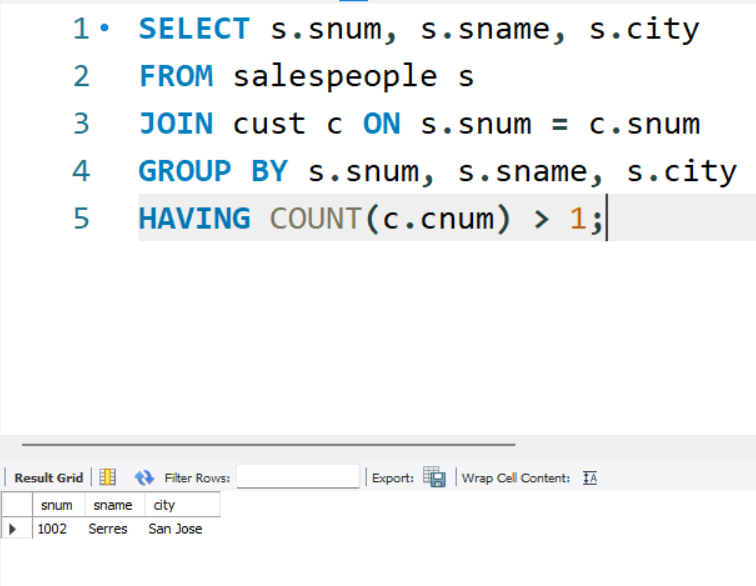 1 SELECT s.snum, s.sname, s.city
2 FROM salespeople s
3 JOIN cust c ON s.snum = c.snum
4 GROUP BY s.snum, s.sname, s.city
5 HAVING COUNT(c.cnum) > 1;
Result Grid Filter Rows: Export: Wrap Cell Content:
snum sname city
1002 Serres San Jose